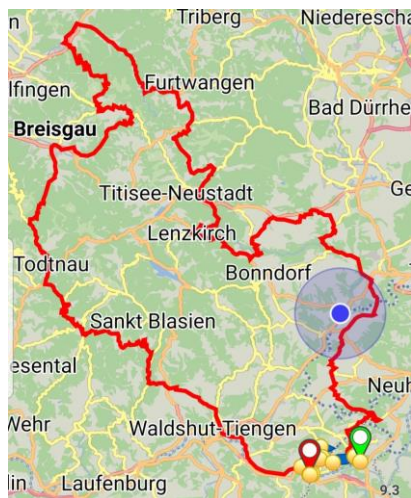 n
Triberg
Niederescha
lfingen
Furtwangen
Breisgau
Bad Dürrhe
Titisee-Neustadt
Ge
Lenzkirch
Todtnau
Bonndorf
Sankt Blasien
esental
Neuh
Wehr
Waldshut-Tiengen
lin
Laufenburg
9.3